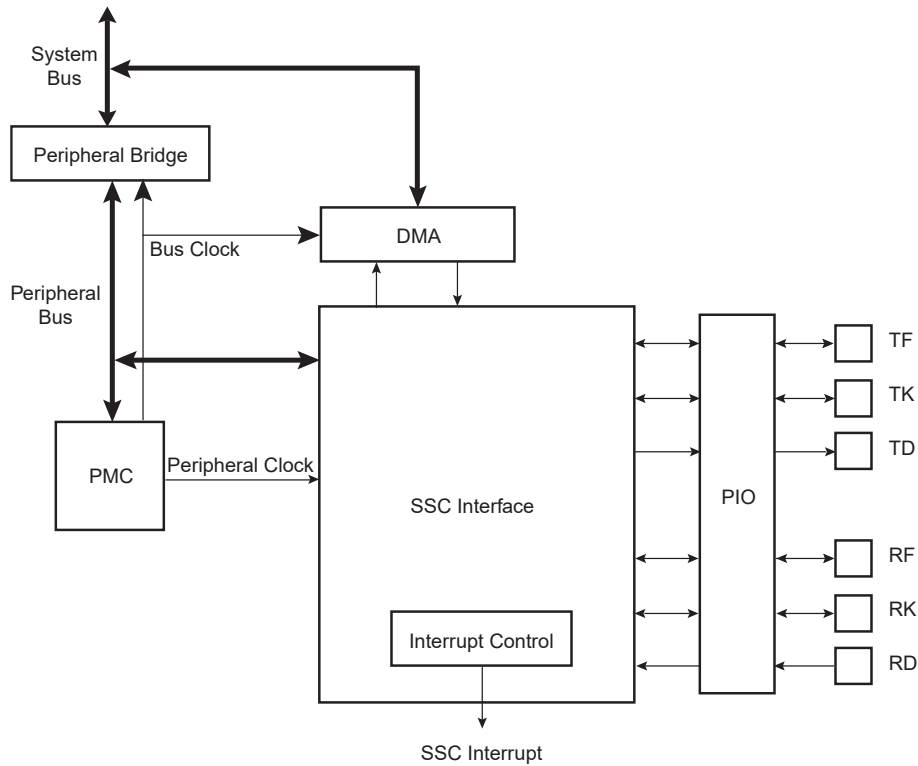 System
Bus
Peripheral Bridge
DMA
Bus Clock
Peripheral
Bus
TF
TK
TD
PMC
Peripheral Clock
SSC Interface
PIO
RF
RK
RD
Interrupt Control
SSC Interrupt